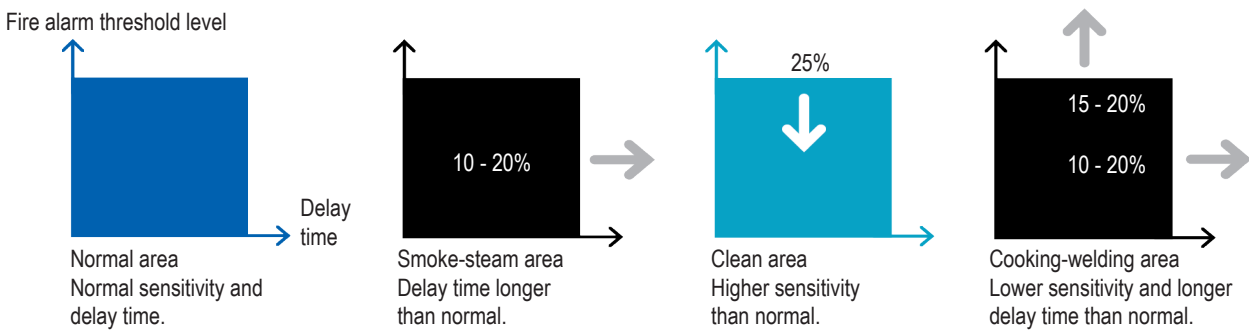 Fire alarm threshold level
Delay
time
Normal area
Normal sensitivity and
delay time.
10 - 20%
Smoke-steam area
Delay time longer
than normal.
25%
Clean area
Higher sensitivity
than normal.
15 - 20%
10 - 20%
Cooking-welding area
Lower sensitivity and longer
delay time than normal.